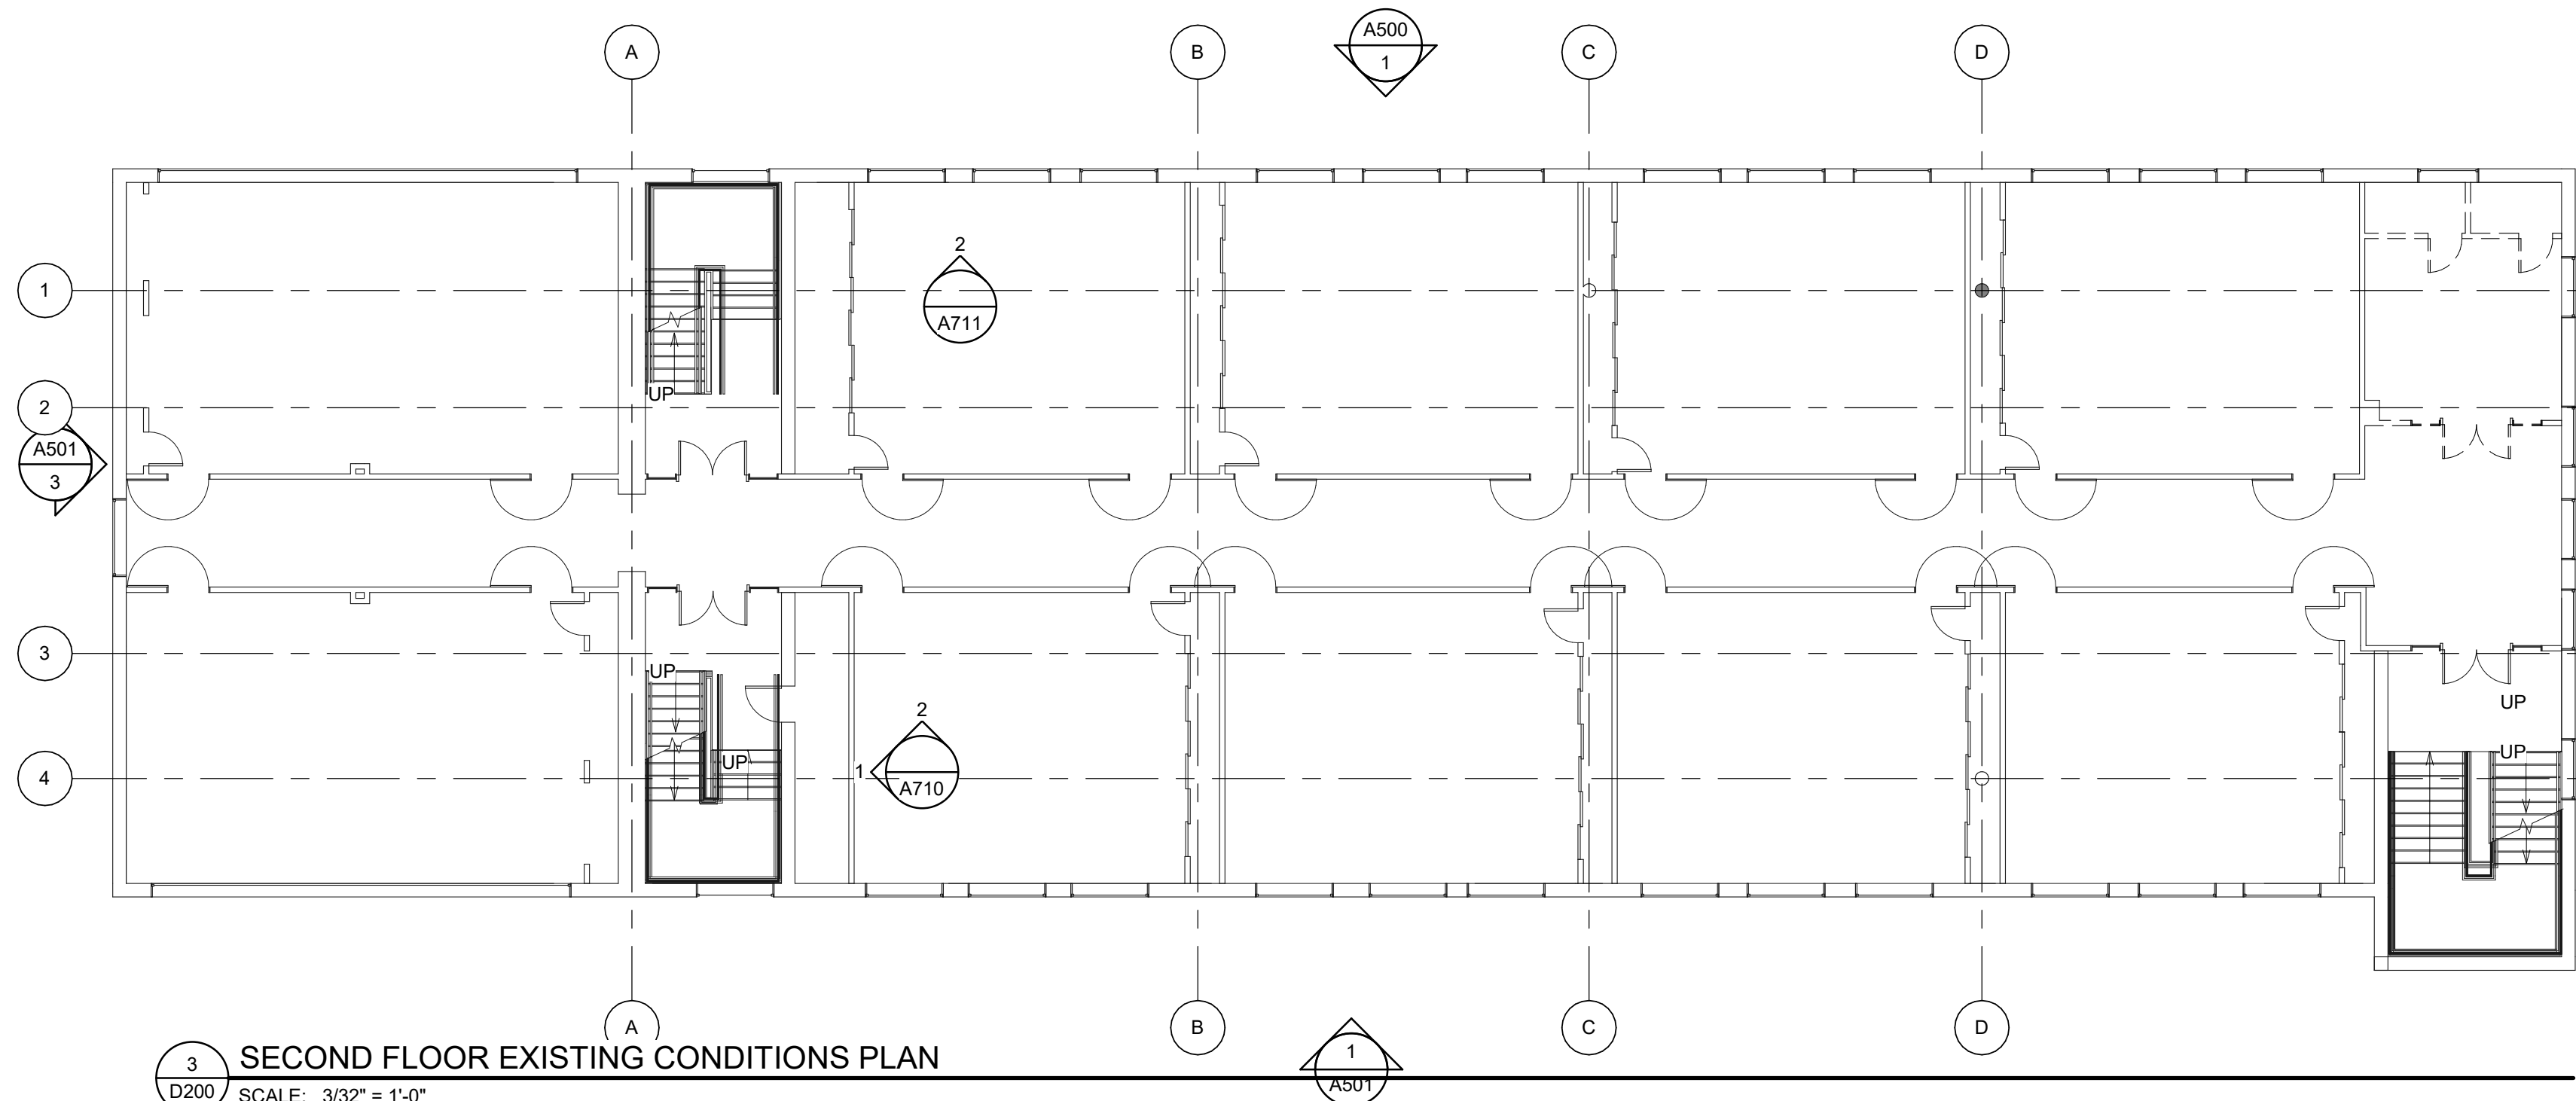 A
B
A500
1
C
D
1
2
A711
2
A501
3
UP
3
UP
UP
2
1
A710
4
UP
UP
A
B
C
D
3
D200
SECOND FLOOR EXISTING CONDITIONS PLAN
SCALE: 3/32" = 1'-0"
1
A501